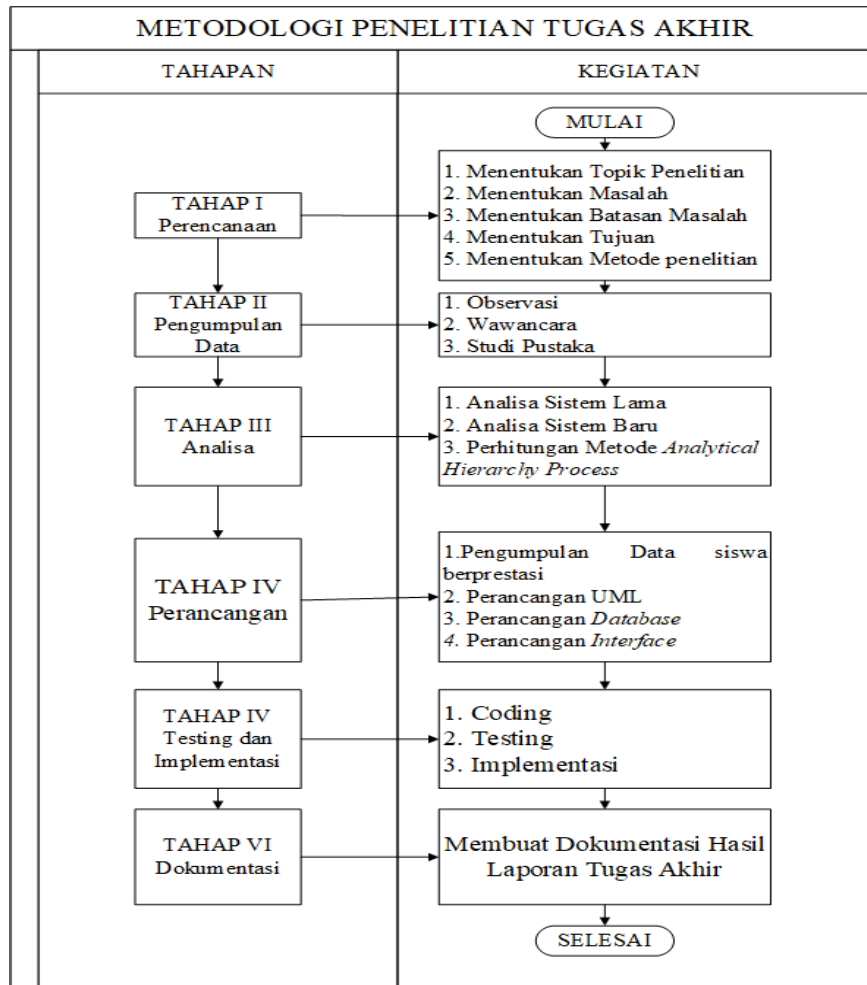 METODOLOGI PENELITIAN TUGAS AKHIR
TAHAPAN
KEGIATAN
MULAI
TAHAP I
Perencanaan
1. Menentukan Topik Penelitian
2. Menentukan Masalah
3. Menentukan Batasan Masalah
4. Menentukan Tujuan
5. Menentukan Metode penelitian
TAHAP II
Pengumpulan
Data
1. Observasi
2. Wawancara
3. Studi Pustaka
TAHAP III
Analisa
1. Analisa Sistem Lama
2. Analisa Sistem Baru
3. Perhitungan Metode Analytical
Hierarchy Process
TAHAP IV
Perancangan
1.Pengumpulan Data siswa
berprestasi
2. Perancangan UML
3. Perancangan Database
4. Perancangan Interface
TAHAP IV
Testing dan
Implementasi
1. Coding
2. Testing
3. Implementasi
TAHAP VI
Dokumentasi
Membuat Dokumentasi Hasil
Laporan Tugas Akhir
SELESAI